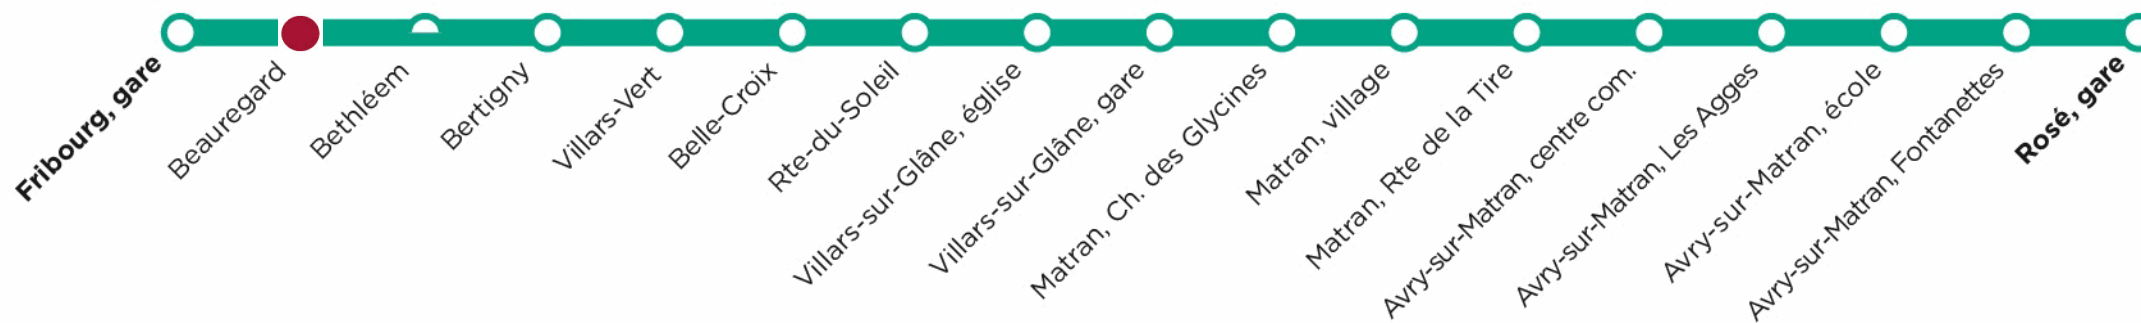 Fribourg, gare
Beauregard
Bethléem
Bertigny
Villars-Vert
Belle-Croix
Rte-du-Soleil
Villars-sur-Glâne, église
Villars-sur-Glâne, gare
Matran, Ch. des Glycines
Matran, village
Matran, Rte de la Tire
Avry-sur-Matran, centre com.
Avry-sur-Matran, Les Agges
Avry-sur-Matran, école
Avry-sur-Matran, Fontanettes
Rosé, gare